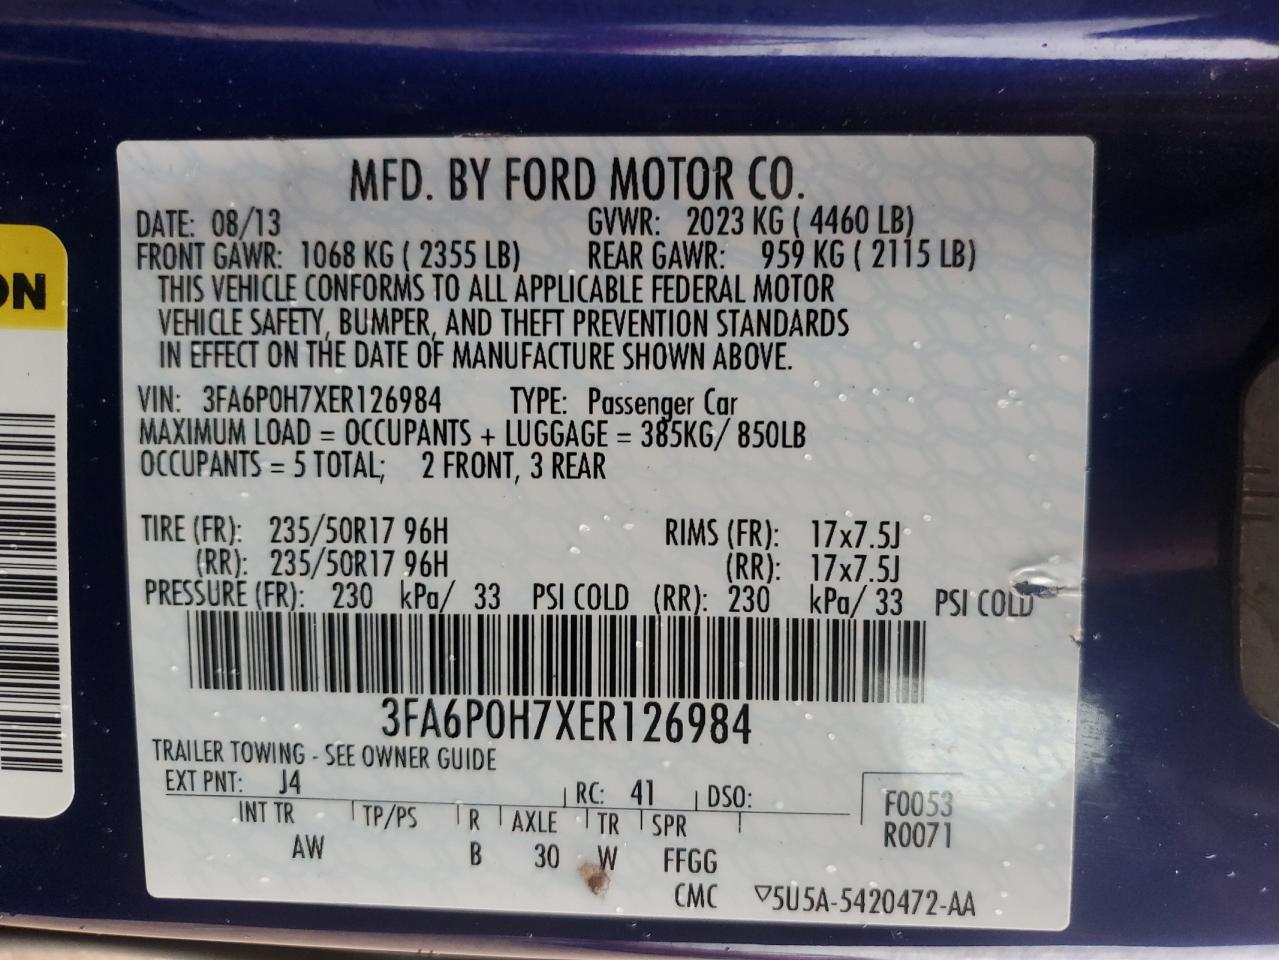 ON
MFD. BY FORD MOTOR CO.
DATE: 08/13 GVWR: 2023 KG ( 4460 LB)
FRONT GAWR: 1068 KG ( 2355 LB) REAR GAWR: 959 KG ( 2115 LB)
THIS VEHICLE CONFORMS TO ALL APPLICABLE FEDERAL MOTOR
VEHICLE SAFETY, BUMPER, AND THEFT PREVENTION STANDARDS
IN EFFECT ON THE DATE OF MANUFACTURE SHOWN ABOVE.
VIN: 3FA6P0H7XER126984 TYPE: Passenger Car
MAXIMUM LOAD = OCCUPANTS + LUGGAGE = 385KG/ 850LB
OCCUPANTS = 5 TOTAL; 2 FRONT, 3 REAR
TIRE (FR): 235/50R17 96H RIMS (FR): 17x7.5J
(RR): 235/50R17 96H (RR): 17x7.5J
PRESSURE (FR): 230 kPa/ 33 PSI COLD (RR): 230 kPa/ 33 PSI COLD
3FA6P0H7XER126984
TRAILER TOWING - SEE OWNER GUIDE
EXT PNT: J4 RC: 41 DSO: F0053
INT TR TP/PS R AXLE TR SPR R0071
AW B 30 W FFGG
CMC ▽5U5A-5420472-AA